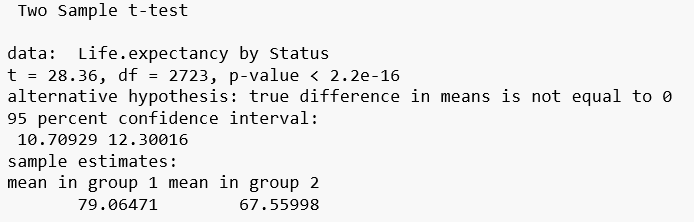 Two Sample t-test
data: Life.expectancy by Status
t = 28.36, df = 2723, p-value < 2.2e-16
alternative hypothesis: true difference in means is not equal to 0
95 percent confidence interval:
10.70929 12.30016
sample estimates:
mean in group 1 mean in group 2
79.06471 67.55998